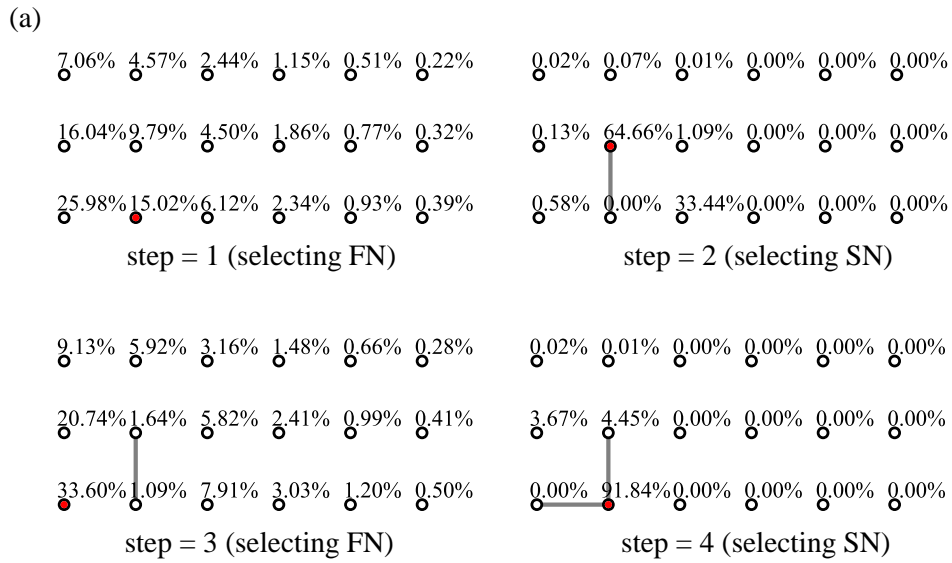 (a)
7.06% 4.57% 2.44% 1.15% 0.51% 0.22%
16.04% 9.79% 4.50% 1.86% 0.77% 0.32%
25.98% 15.02% 6.12% 2.34% 0.93% 0.39%
step = 1 (selecting FN)
0.02% 0.07% 0.01% 0.00% 0.00% 0.00%
0.13% 64.66% 1.09% 0.00% 0.00% 0.00%
0.58% 0.00% 33.44% 0.00% 0.00% 0.00%
step = 2 (selecting SN)
9.13% 5.92% 3.16% 1.48% 0.66% 0.28%
20.74% 1.64% 5.82% 2.41% 0.99% 0.41%
33.60% 1.09% 7.91% 3.03% 1.20% 0.50%
step = 3 (selecting FN)
0.02% 0.01% 0.00% 0.00% 0.00% 0.00%
3.67% 4.45% 0.00% 0.00% 0.00% 0.00%
0.00% 91.84% 0.00% 0.00% 0.00% 0.00%
step = 4 (selecting SN)